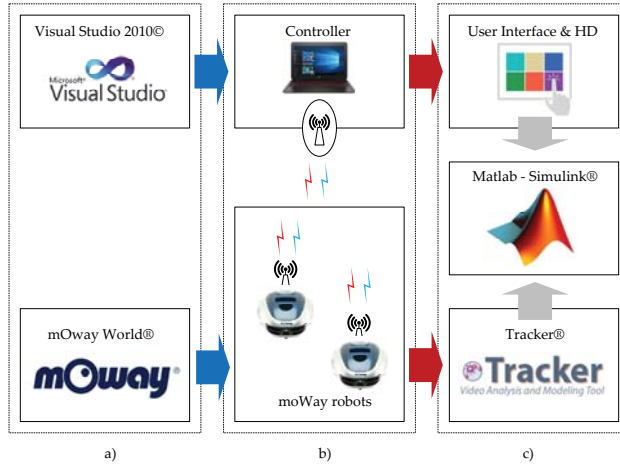 Visual Studio 2010©
Microsoft®
Visual Studio
mOway World®
mOway®
a)
Controller
moWay robots
b)
User Interface & HD
Matlab - Simulink®
Tracker®
Tracker
Video Analysis and Modeling Tool
c)